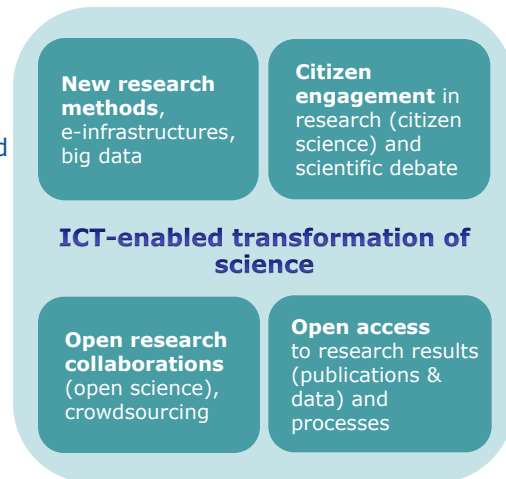 New research
methods,
e-infrastructures,
big data
Citizen
engagement in
research (citizen
science) and
scientific debate
d
ICT-enabled transformation of
science
Open research
collaborations
(open science),
crowdsourcing
Open access
to research results
(publications &
data) and
processes